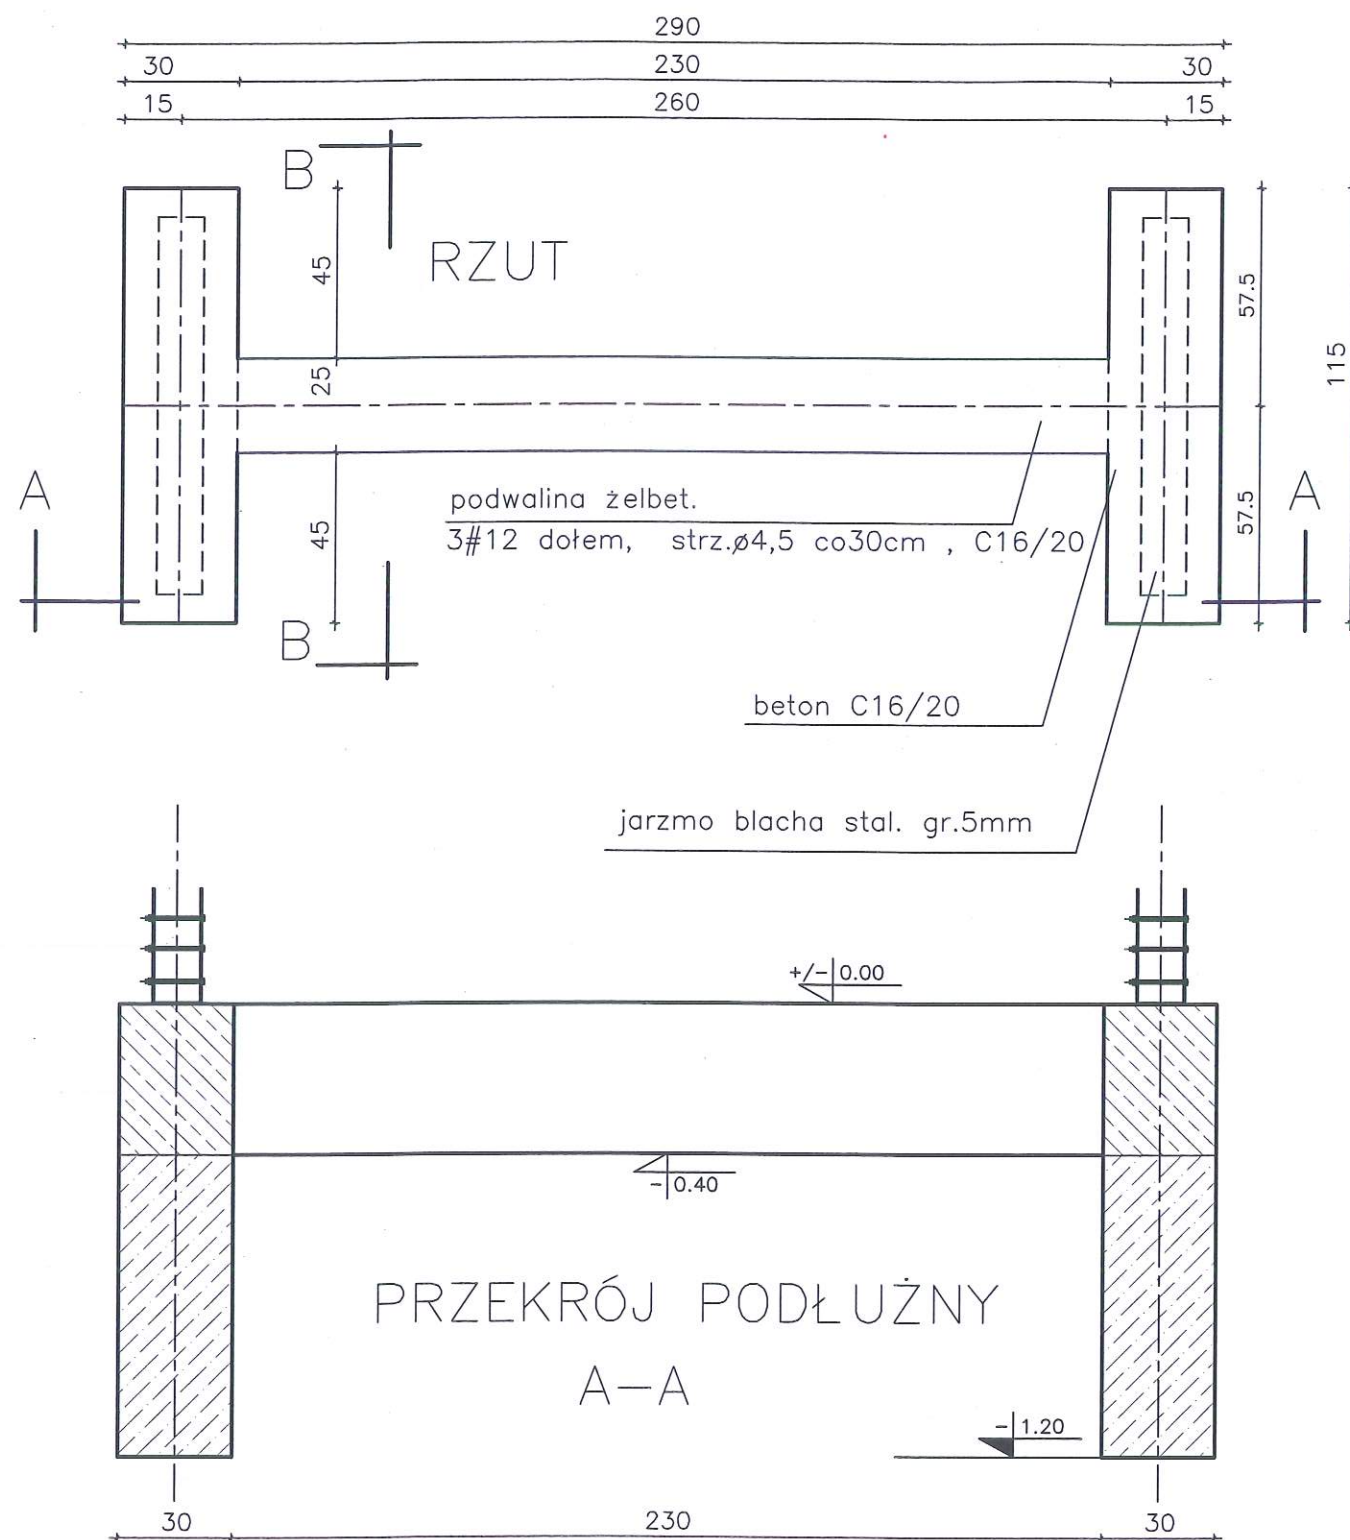 290
30 230 30
15 260 15
B
RZUT
45
57.5
25
115
A
A
podwalina żelbet.
3#12 dołem, strz.ø4,5 co30cm , C16/20
45
57.5
B
beton C16/20
jarzmo blacha stal. gr.5mm
+/- 0.00
- 0.40
PRZEKRÓJ PODŁUŻNY
A-A
- 1.20
30 230 30